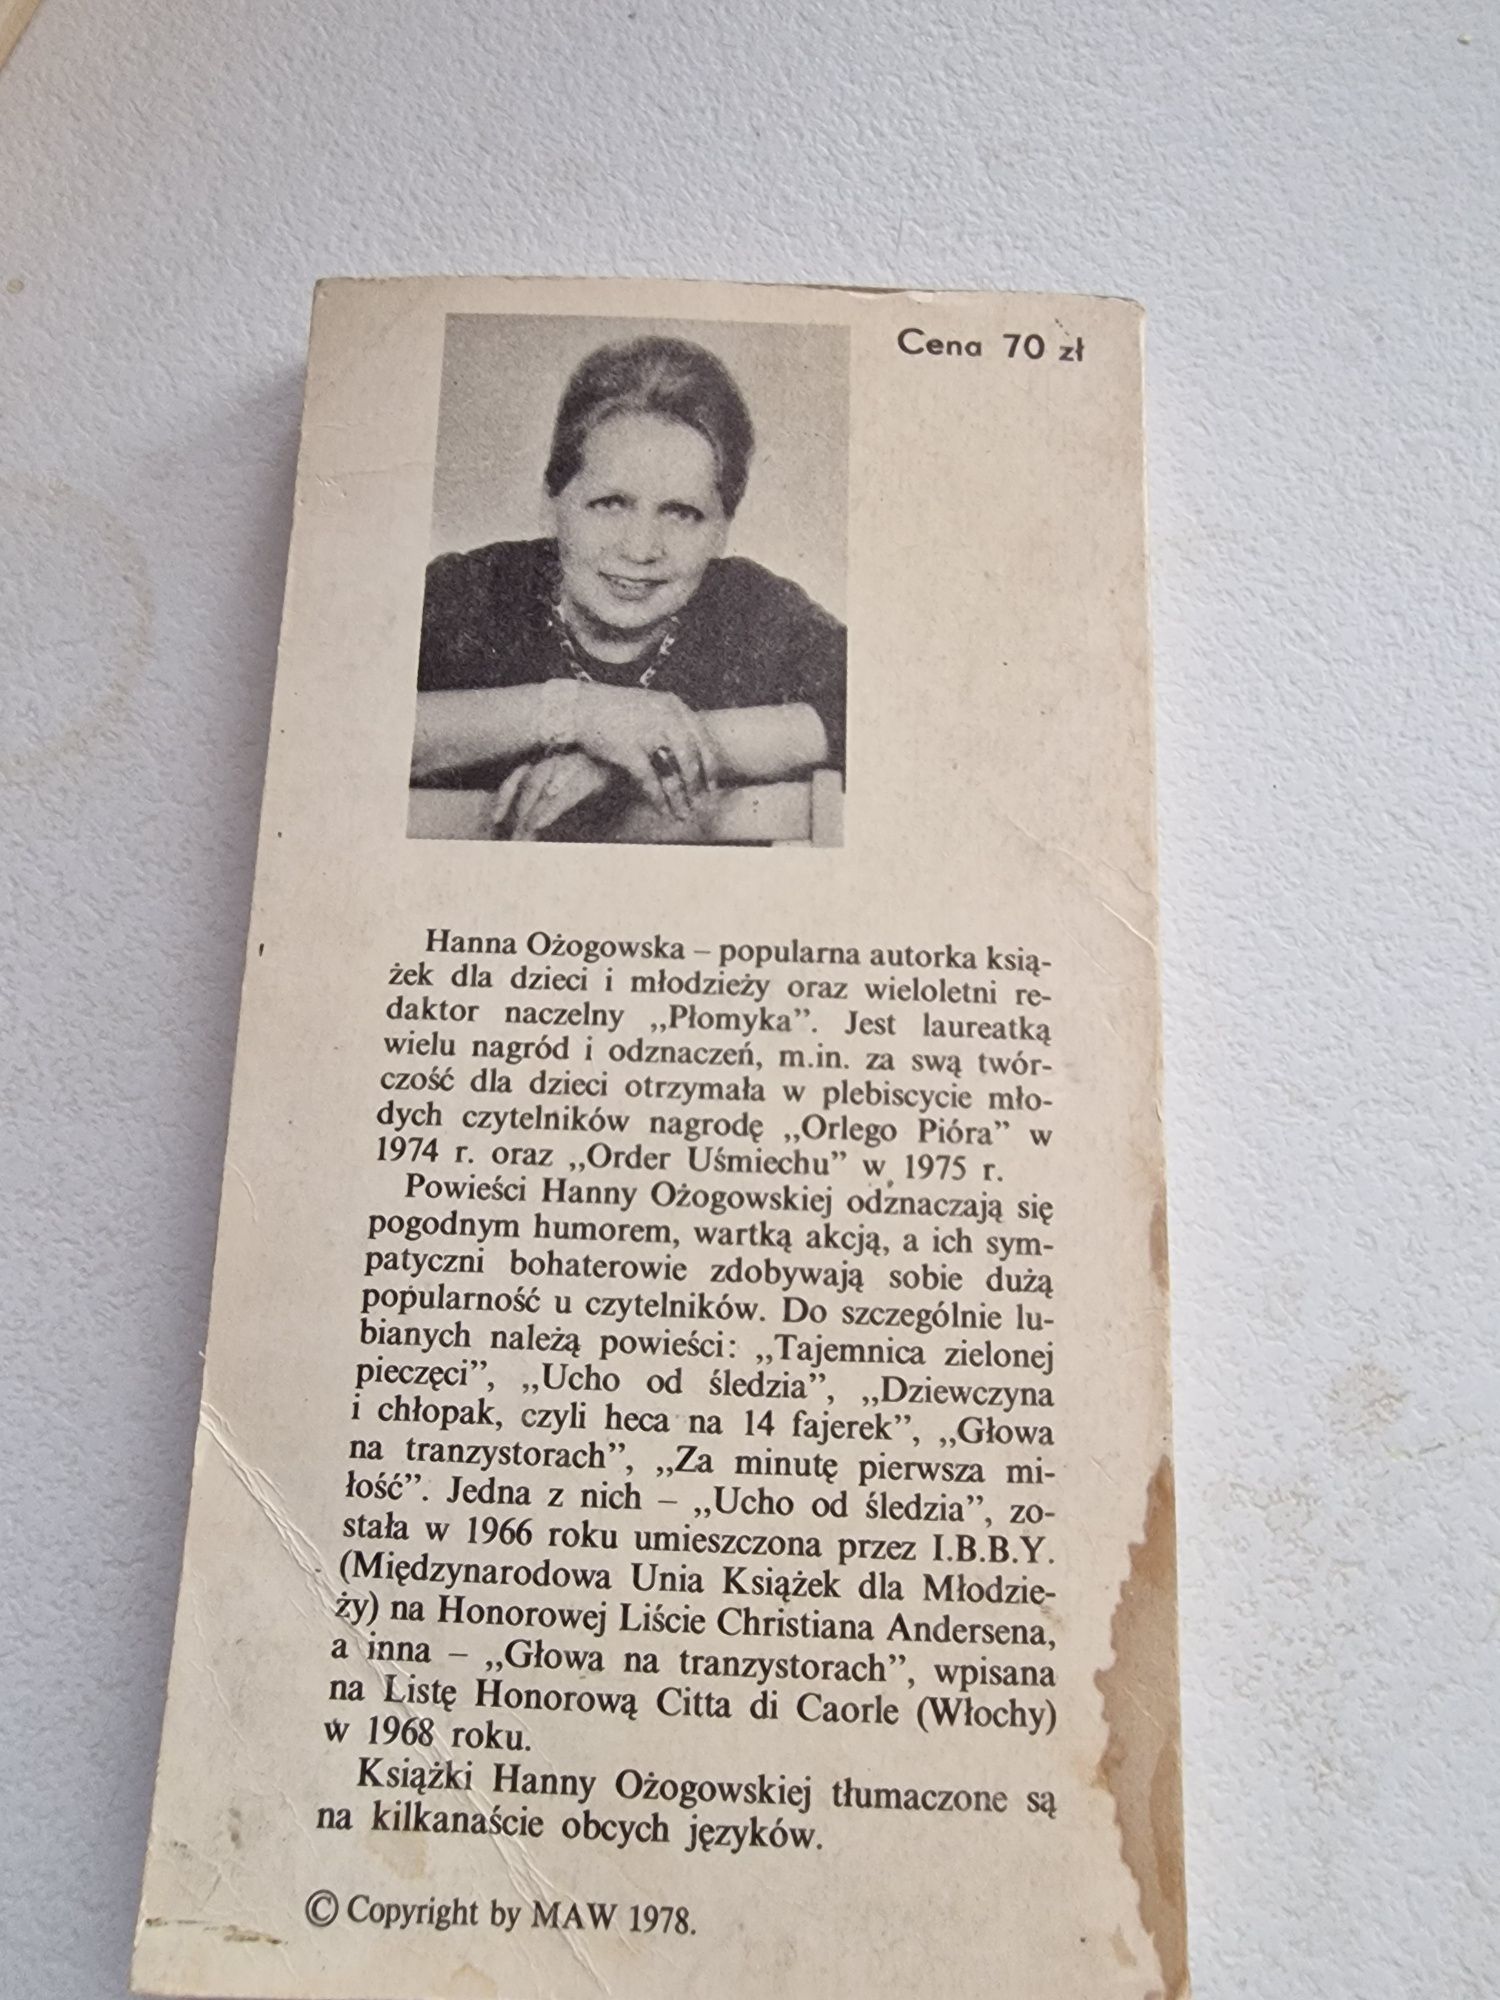 Cena 70 zł
Hanna Ożogowska – popularna autorka ksią-
żek dla dzieci i młodzieży oraz wieloletni re-
daktor naczelny „Płomyka”. Jest laureatką
wielu nagród i odznaczeń, m.in. za swą twór-
czość dla dzieci otrzymała w plebiscycie mło-
dych czytelników nagrodę „Orlego Pióra” w
1974 r. oraz „Order Uśmiechu” w 1975 r.
Powieści Hanny Ożogowskiej odznaczają się
pogodnym humorem, wartką akcją, a ich sym-
patyczni bohaterowie zdobywają sobie dużą
popularność u czytelników. Do szczególnie lu-
bianych należą powieści: „Tajemnica zielonej
pieczęci”, „Ucho od śledzia”, „Dziewczyna
i chłopak, czyli heca na 14 fajerek”, „Głowa
na tranzystorach”, „Za minutę pierwsza mi-
łość”. Jedna z nich – „Ucho od śledzia”, zo-
stała w 1966 roku umieszczona przez I.B.B.Y.
(Międzynarodowa Unia Książek dla Młodzie-
ży) na Honorowej Liście Christiana Andersena,
a inna – „Głowa na tranzystorach”, wpisana
na Listę Honorową Citta di Caorle (Włochy)
w 1968 roku.
Książki Hanny Ożogowskiej tłumaczone są
na kilkanaście obcych języków.
© Copyright by MAW 1978.